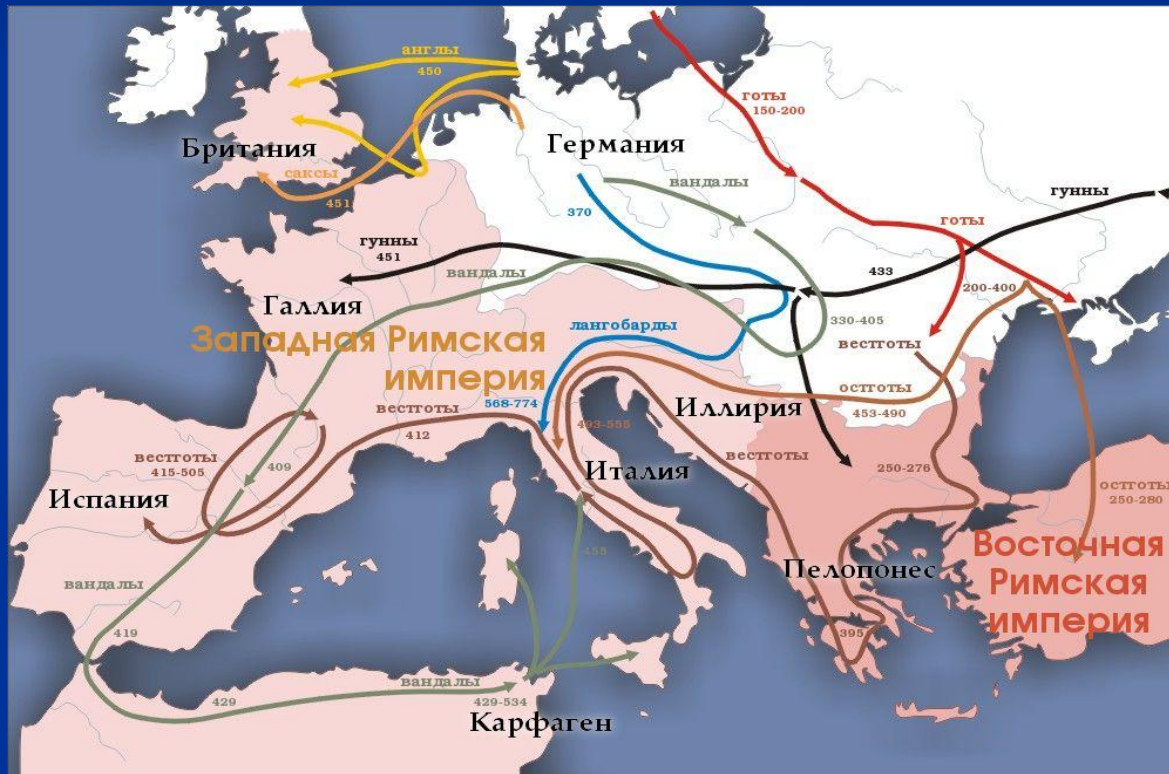 англы
450
готы
150-200
Британия
Германия
саксы
451
вандалы
370
гунны
готы
гунны
451
вандалы
433
200-400
Галлия
330-405
лангобарды
вестготы
Западная Римская
империя
остготы
453-490
568-774
Иллирия
вестготы
412
493-555
вестготы
415-505
409
Италия
вестготы
250-276
Испания
остготы
250-280
455
Восточная
Римская
империя
Пелопонес
вандалы
419
395
429
вандалы
429-534
Карфаген